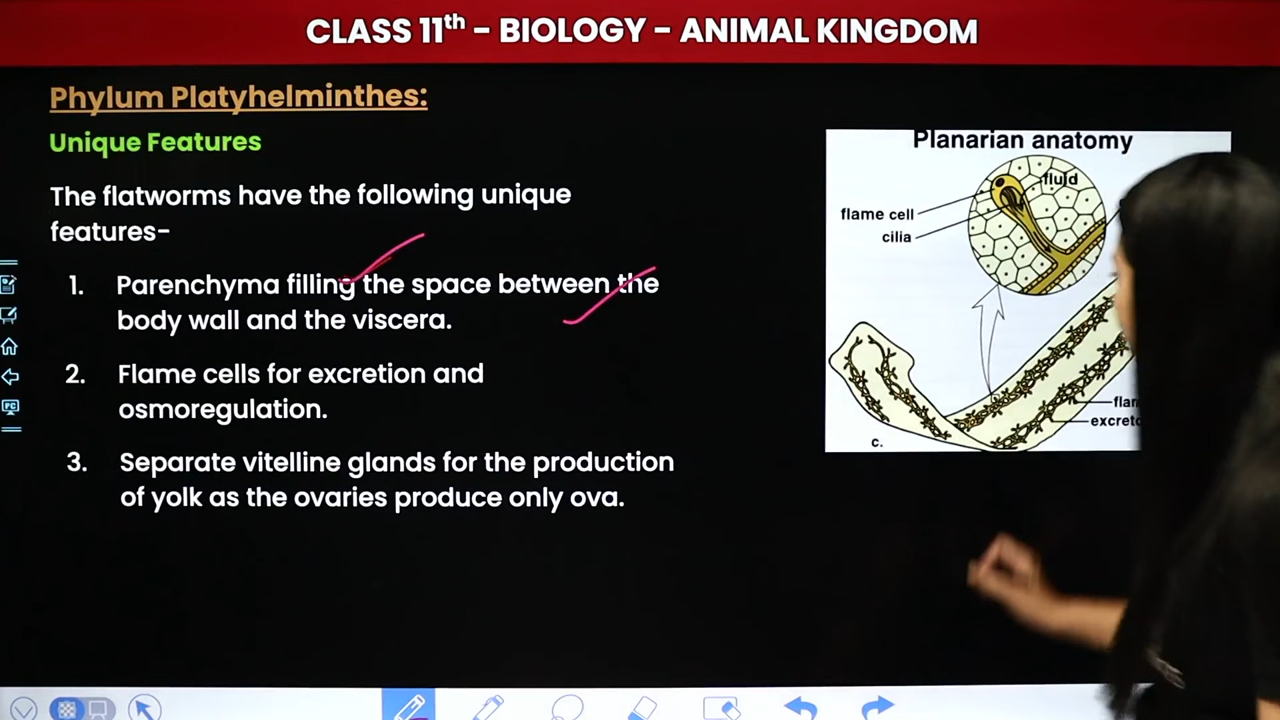 CLASS 11th - BIOLOGY - ANIMAL KINGDOM
Phylum Platyhelminthes:
Unique Features
The flatworms have the following unique
features-
1. Parenchyma filling the space between the
body wall and the viscera.
2. Flame cells for excretion and
osmoregulation.
3. Separate vitelline glands for the production
of yolk as the ovaries produce only ova.
Planarian anatomy
fluid
flame cell
cilia
c.
PC